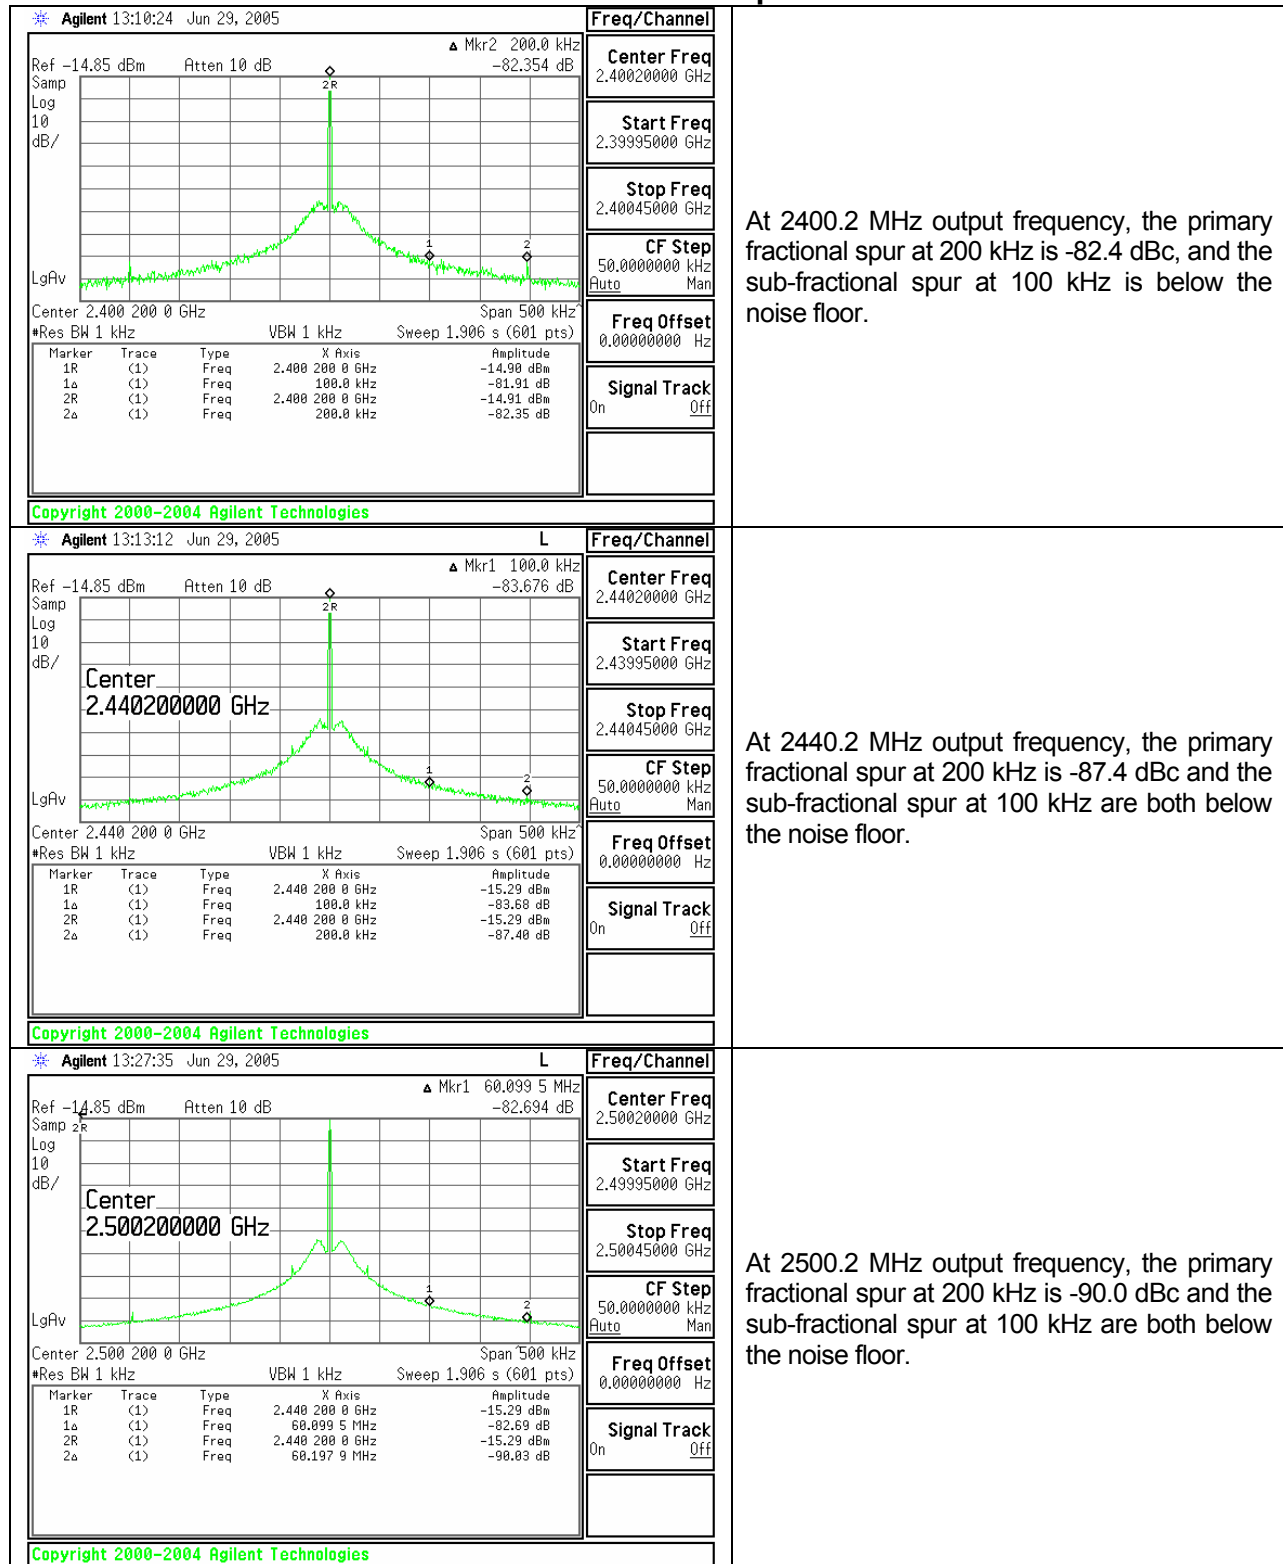 Agilent 13:10:24 Jun 29, 2005
Freq/Channel
Δ Mkr2 200.0 kHz
Ref -14.85 dBm Atten 10 dB -82.354 dB
Samp
Log
10
dB/
LgAv
2R
1
2
Center 2.400 200 0 GHz Span 500 kHz^
#Res BW 1 kHz VBW 1 kHz Sweep 1.906 s (601 pts)
Marker Trace Type X Axis Amplitude
1R (1) Freq 2.400 200 0 GHz -14.90 dBm
1Δ (1) Freq 100.0 kHz -81.91 dB
2R (1) Freq 2.400 200 0 GHz -14.91 dBm
2Δ (1) Freq 200.0 kHz -82.35 dB
Center Freq
2.40020000 GHz
Start Freq
2.39995000 GHz
Stop Freq
2.40045000 GHz
CF Step
50.0000000 kHz
Auto Man
Freq Offset
0.00000000 Hz
Signal Track
On Off
Copyright 2000-2004 Agilent Technologies
At 2400.2 MHz output frequency, the primary
fractional spur at 200 kHz is -82.4 dBc, and the
sub-fractional spur at 100 kHz is below the
noise floor.
Agilent 13:13:12 Jun 29, 2005 L
Freq/Channel
Δ Mkr1 100.0 kHz
Ref -14.85 dBm Atten 10 dB -83.676 dB
Samp
Log
10
dB/
LgAv
2R
Center
2.440200000 GHz
1
2
Center 2.440 200 0 GHz Span 500 kHz^
#Res BW 1 kHz VBW 1 kHz Sweep 1.906 s (601 pts)
Marker Trace Type X Axis Amplitude
1R (1) Freq 2.440 200 0 GHz -15.29 dBm
1Δ (1) Freq 100.0 kHz -83.68 dB
2R (1) Freq 2.440 200 0 GHz -15.29 dBm
2Δ (1) Freq 200.0 kHz -87.40 dB
Center Freq
2.44020000 GHz
Start Freq
2.43995000 GHz
Stop Freq
2.44045000 GHz
CF Step
50.0000000 kHz
Auto Man
Freq Offset
0.00000000 Hz
Signal Track
On Off
Copyright 2000-2004 Agilent Technologies
At 2440.2 MHz output frequency, the primary
fractional spur at 200 kHz is -87.4 dBc and the
sub-fractional spur at 100 kHz are both below
the noise floor.
Agilent 13:27:35 Jun 29, 2005 L
Freq/Channel
Δ Mkr1 60.099 5 MHz
Ref -14.85 dBm Atten 10 dB -82.694 dB
Samp
Log
10
dB/
LgAv
2R
Center
2.500200000 GHz
1
2
Center 2.500 200 0 GHz Span 500 kHz^
#Res BW 1 kHz VBW 1 kHz Sweep 1.906 s (601 pts)
Marker Trace Type X Axis Amplitude
1R (1) Freq 2.440 200 0 GHz -15.29 dBm
1Δ (1) Freq 60.099 5 MHz -82.69 dB
2R (1) Freq 2.440 200 0 GHz -15.29 dBm
2Δ (1) Freq 60.197 9 MHz -90.03 dB
Center Freq
2.50020000 GHz
Start Freq
2.49995000 GHz
Stop Freq
2.50045000 GHz
CF Step
50.0000000 kHz
Auto Man
Freq Offset
0.00000000 Hz
Signal Track
On Off
Copyright 2000-2004 Agilent Technologies
At 2500.2 MHz output frequency, the primary
fractional spur at 200 kHz is -90.0 dBc and the
sub-fractional spur at 100 kHz are both below
the noise floor.